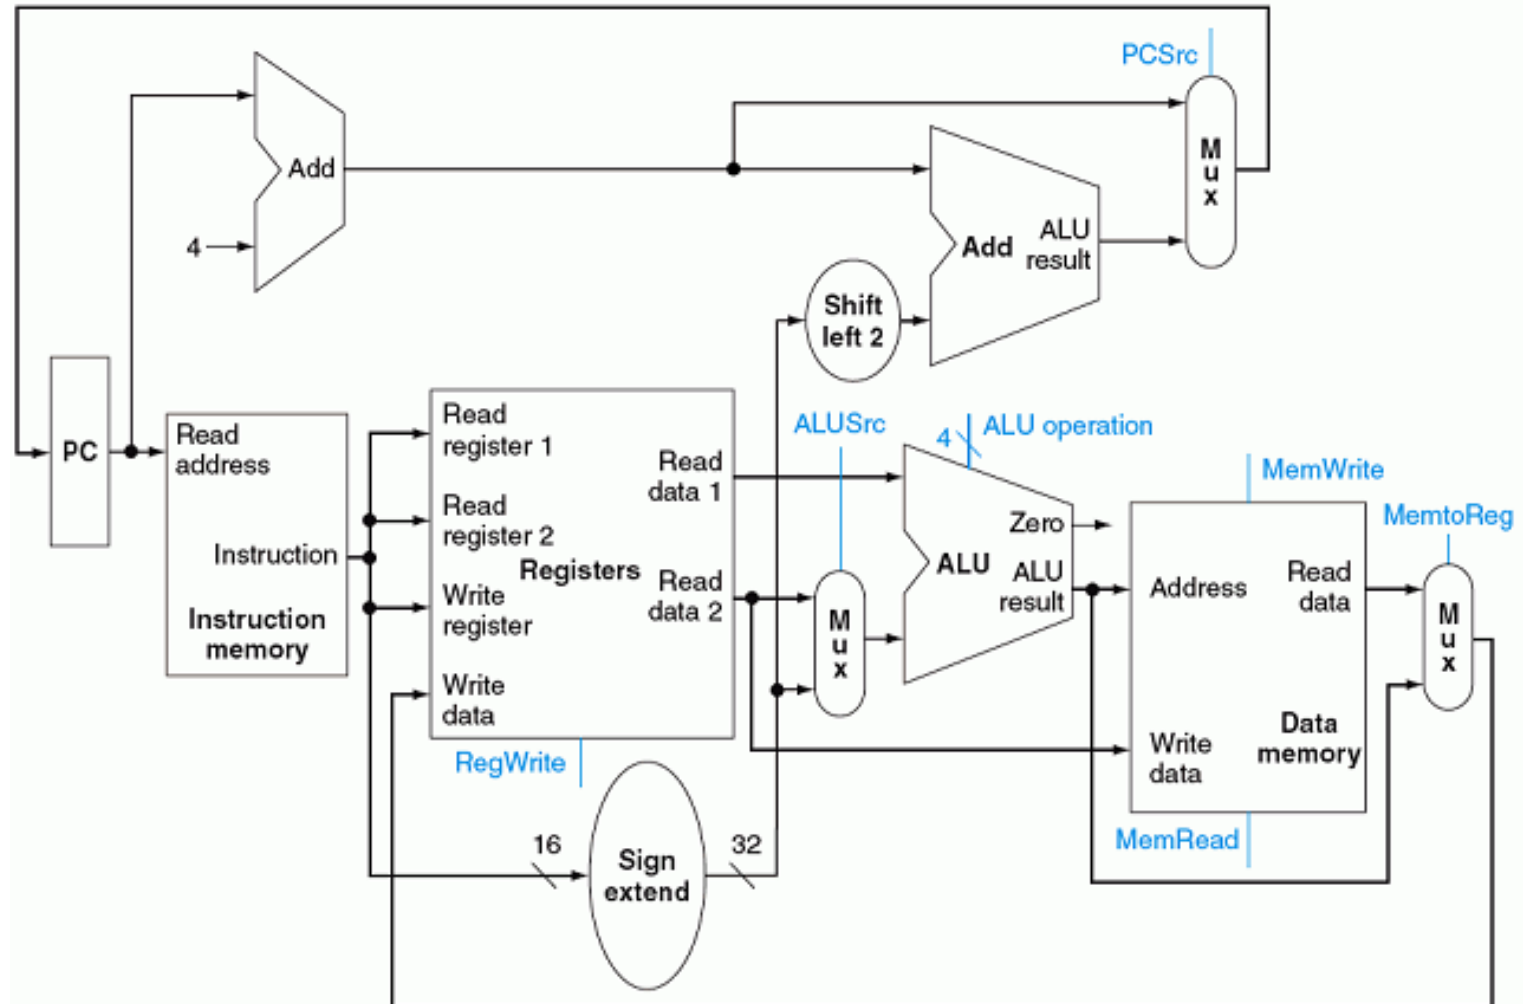 PCSrc
M
u
x
Add
4
Add
ALU
result
Shift
left 2
PC
Read
address
Instruction
Instruction
memory
Read
register 1
Read
register 2
Write
register
Write
data
Registers
Read
data 1
Read
data 2
RegWrite
16
Sign
extend
32
ALUSrc
M
u
x
4
ALU operation
Zero
ALU
ALU
result
MemWrite
Address
Read
data
Write
data
Data
memory
MemRead
MemtoReg
M
u
x